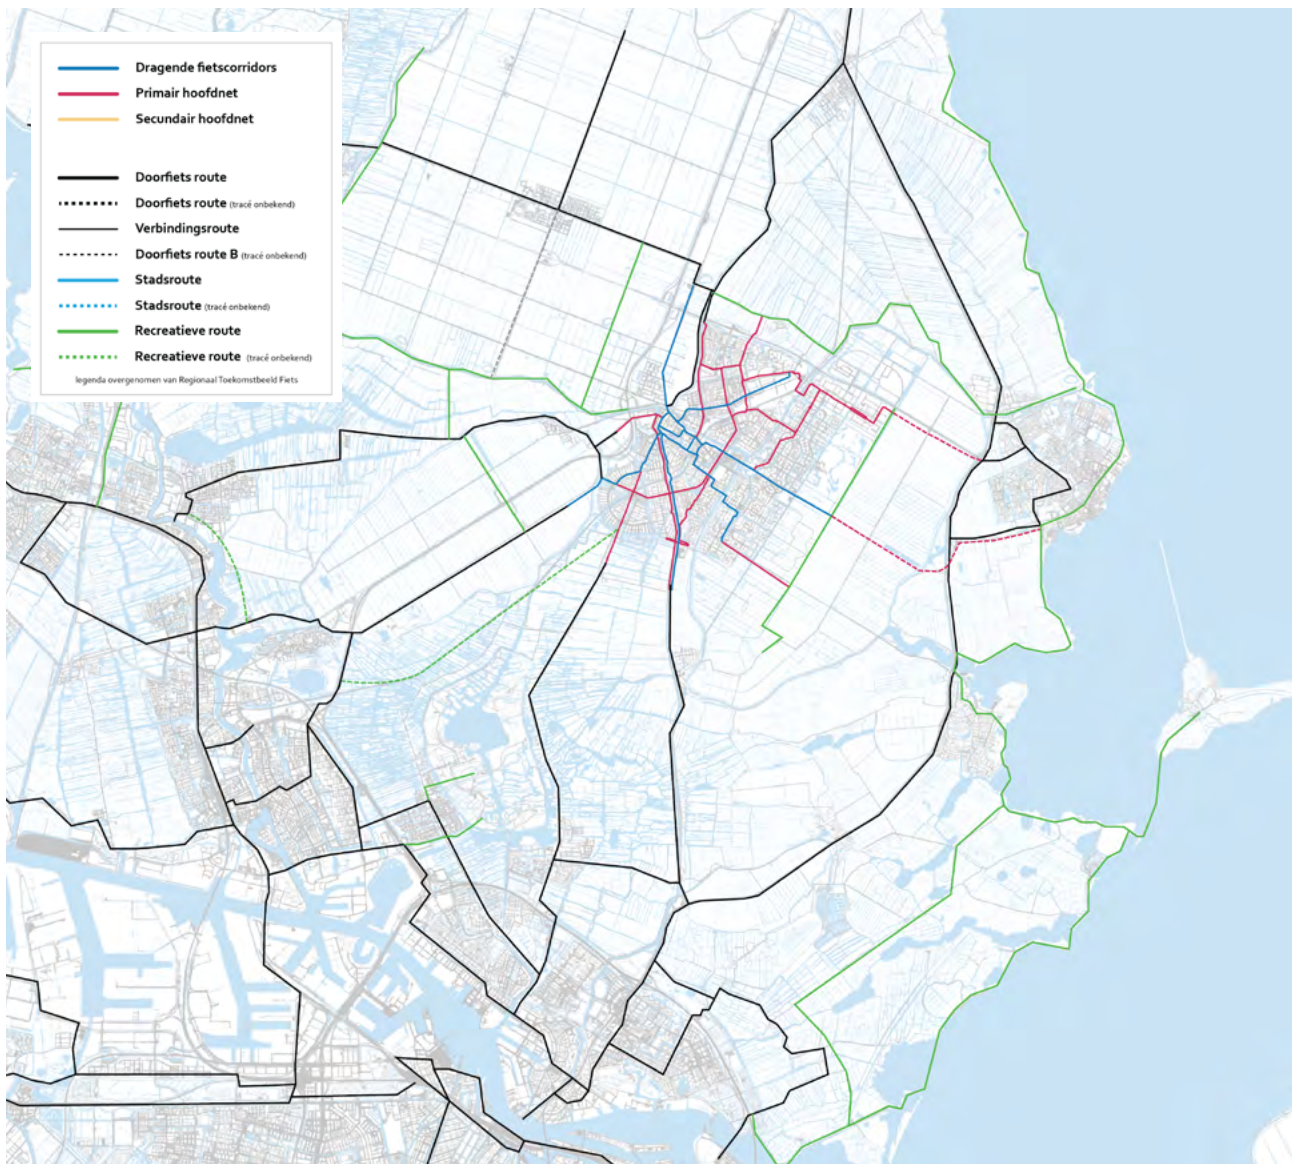 Dragende fietscorridors
Primair hoofdnet
Secundair hoofdnet
Doorfiets route
Doorfiets route (tracé onbekend)
Verbindingsroute
Doorfiets route B (tracé onbekend)
Stadsroute
Stadsroute (tracé onbekend)
Recreatieve route
Recreatieve route (tracé onbekend)
legenda overgenomen van Regionaal Toekomstbeeld Fiets